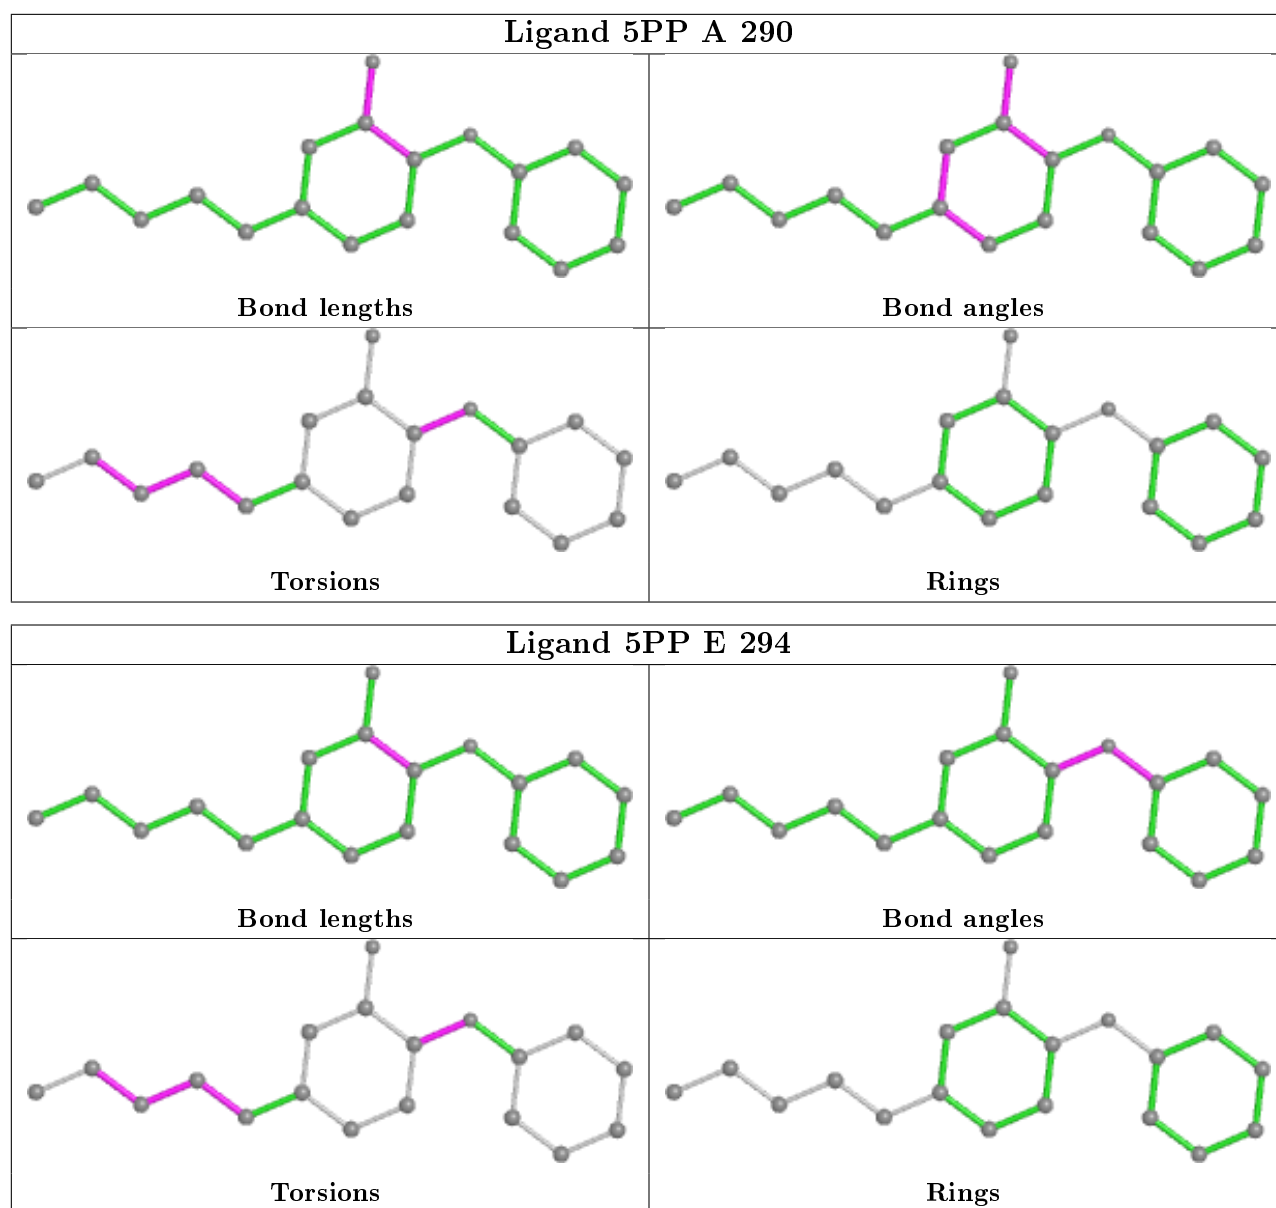 Ligand 5PP A 290
Bond lengths
Bond angles
Torsions
Rings
Ligand 5PP E 294
Bond lengths
Bond angles
Torsions
Rings